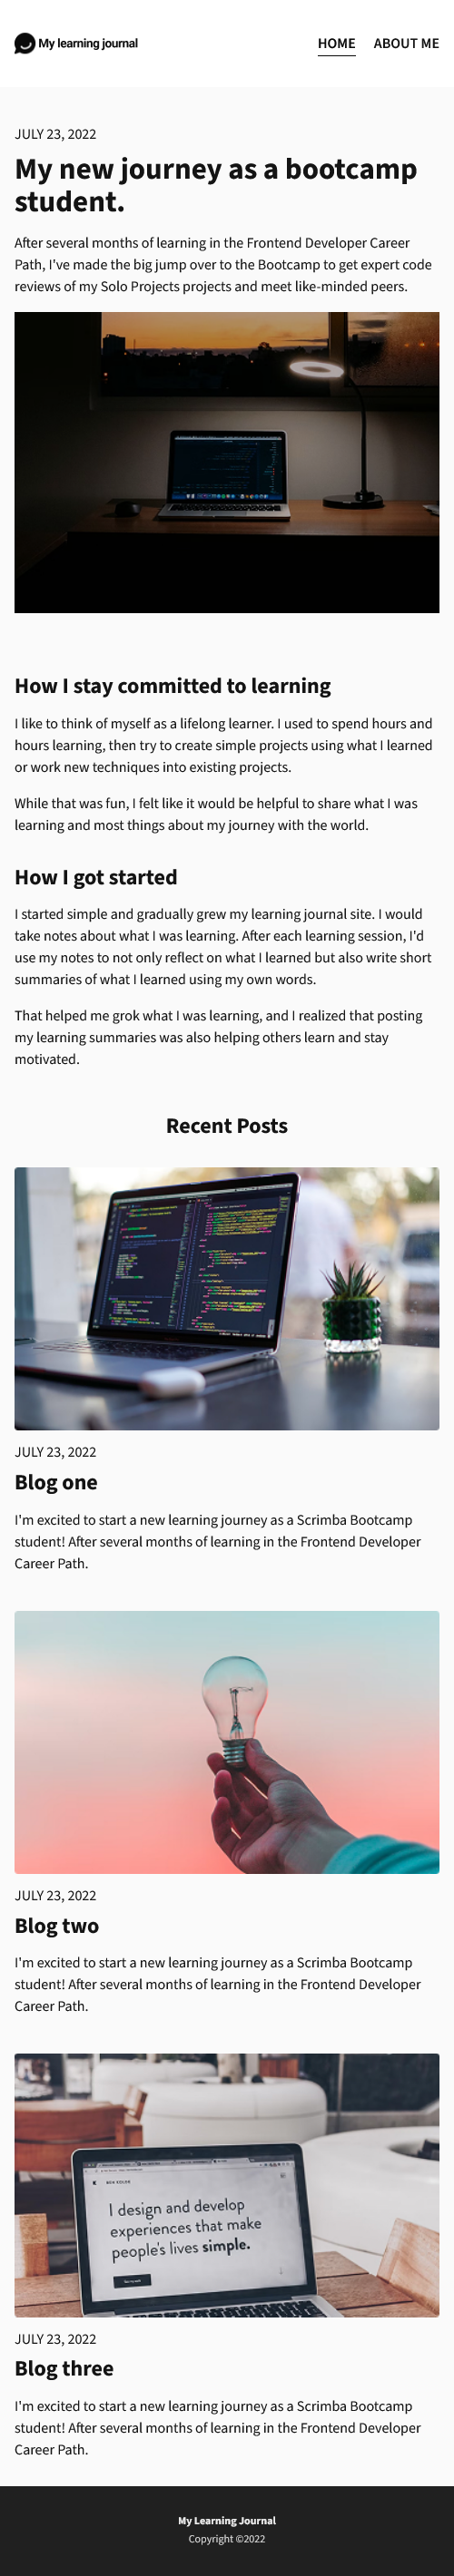 My learning journal
HOME ABOUT ME
JULY 23, 2022
My new journey as a bootcamp
student.
After several months of learning in the Frontend Developer Career
Path, I've made the big jump over to the Bootcamp to get expert code
reviews of my Solo Projects projects and meet like-minded peers.
How I stay committed to learning
I like to think of myself as a lifelong learner. I used to spend hours and
hours learning, then try to create simple projects using what I learned
or work new techniques into existing projects.
While that was fun, I felt like it would be helpful to share what I was
learning and most things about my journey with the world.
How I got started
I started simple and gradually grew my learning journal site. I would
take notes about what I was learning. After each learning session, I'd
use my notes to not only reflect on what I learned but also write short
summaries of what I learned using my own words.
That helped me grok what I was learning, and I realized that posting
my learning summaries was also helping others learn and stay
motivated.
Recent Posts
JULY 23, 2022
Blog one
I'm excited to start a new learning journey as a Scrimba Bootcamp
student! After several months of learning in the Frontend Developer
Career Path.
JULY 23, 2022
Blog two
I'm excited to start a new learning journey as a Scrimba Bootcamp
student! After several months of learning in the Frontend Developer
Career Path.
I design and develop
experiences that make
people's lives simple.
JULY 23, 2022
Blog three
I'm excited to start a new learning journey as a Scrimba Bootcamp
student! After several months of learning in the Frontend Developer
Career Path.
My Learning Journal
Copyright ©2022